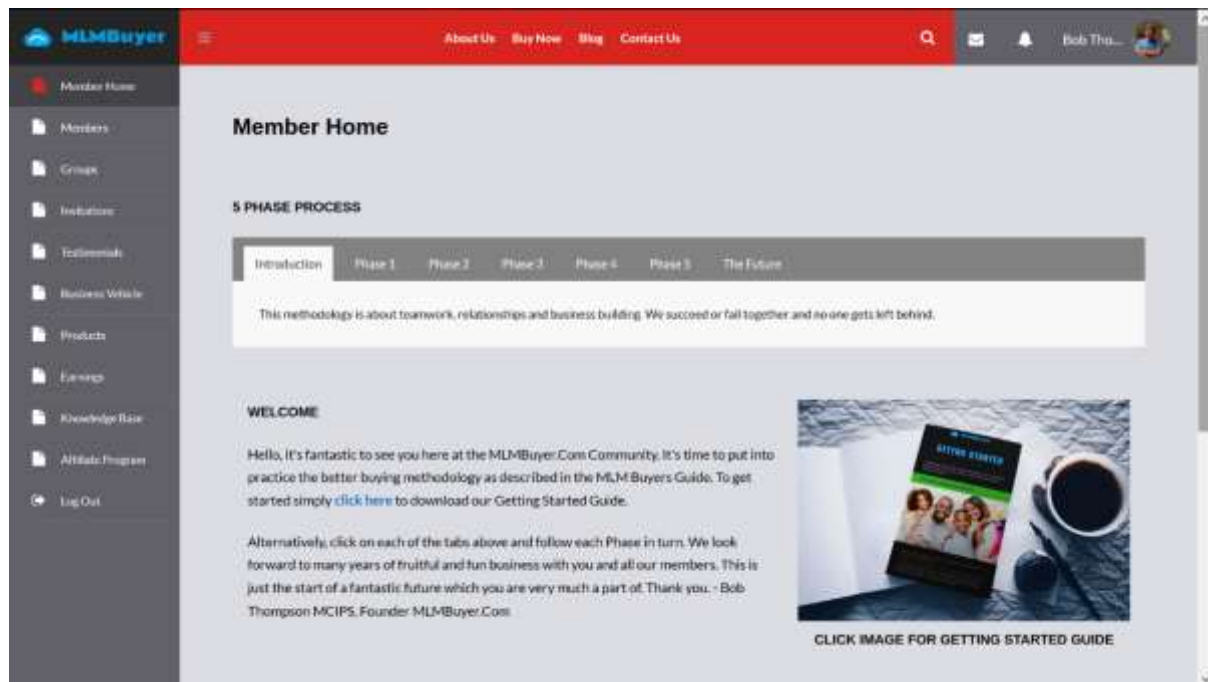 MLMBuyer
About Us Buy Now Blog Contact Us
Bob Tho...
Member Home
Members
Groups
Invitations
Testimonials
Business Vehicle
Products
Earnings
Knowledge Base
Affiliate Program
Log Out
Member Home
5 PHASE PROCESS
Introduction Phase 1 Phase 2 Phase 3 Phase 4 Phase 5 The Future
This methodology is about teamwork, relationships and business building. We succeed or fail together and no one gets left behind.
WELCOME
Hello, it's fantastic to see you here at the MLMBuyer.Com Community. It's time to put into
practice the better buying methodology as described in the MLM Buyers Guide. To get
started simply click here to download our Getting Started Guide.
Alternatively, click on each of the tabs above and follow each Phase in turn. We look
forward to many years of fruitful and fun business with you and all our members. This is
just the start of a fantastic future which you are very much a part of. Thank you. - Bob
Thompson MCIPS, Founder MLMBuyer.Com
GETTING STARTED
CLICK IMAGE FOR GETTING STARTED GUIDE